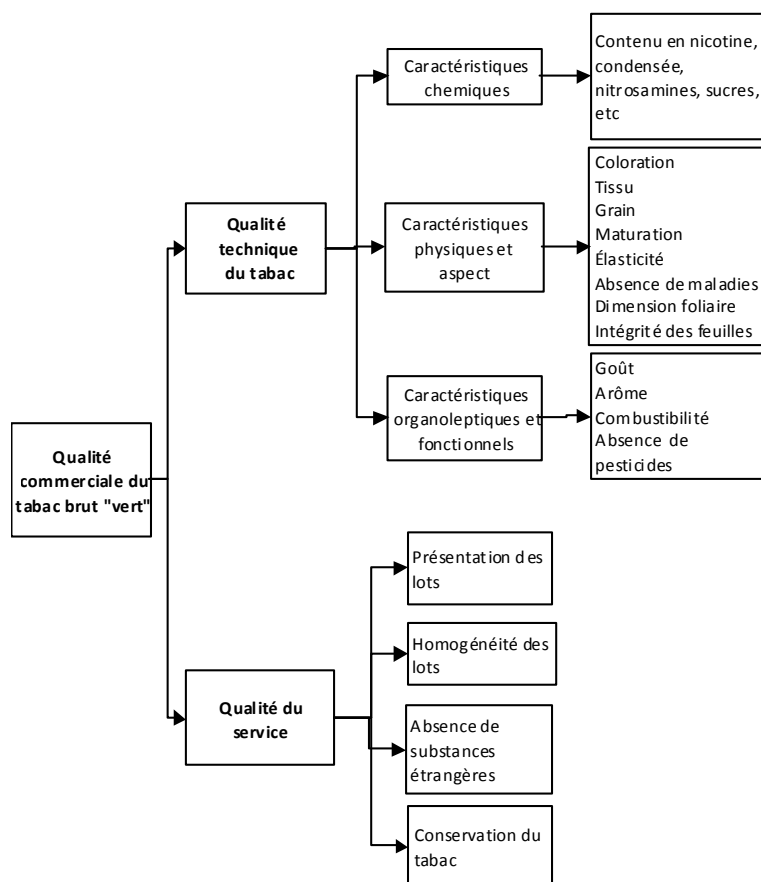 Caractéristiques
chemiques
Contenu en nicotine,
condensée,
nitrosamines, sucres,
etc
Qualité
technique
du tabac
Caractéristiques
physiques et
aspect
Coloration
Tissu
Grain
Maturation
Élasticité
Absence de maladies
Dimension foliaire
Intégrité des feuilles
Caractéristiques
organoleptiques et
fonctionnels
Goût
Arôme
Combustibilité
Absence de
pesticides
Qualité
commerciale du
tabac brut "vert"
Présentation des
lots
Homogénéité des
lots
Qualité du
service
Absence de
substances
étrangères
Conservation du
tabac